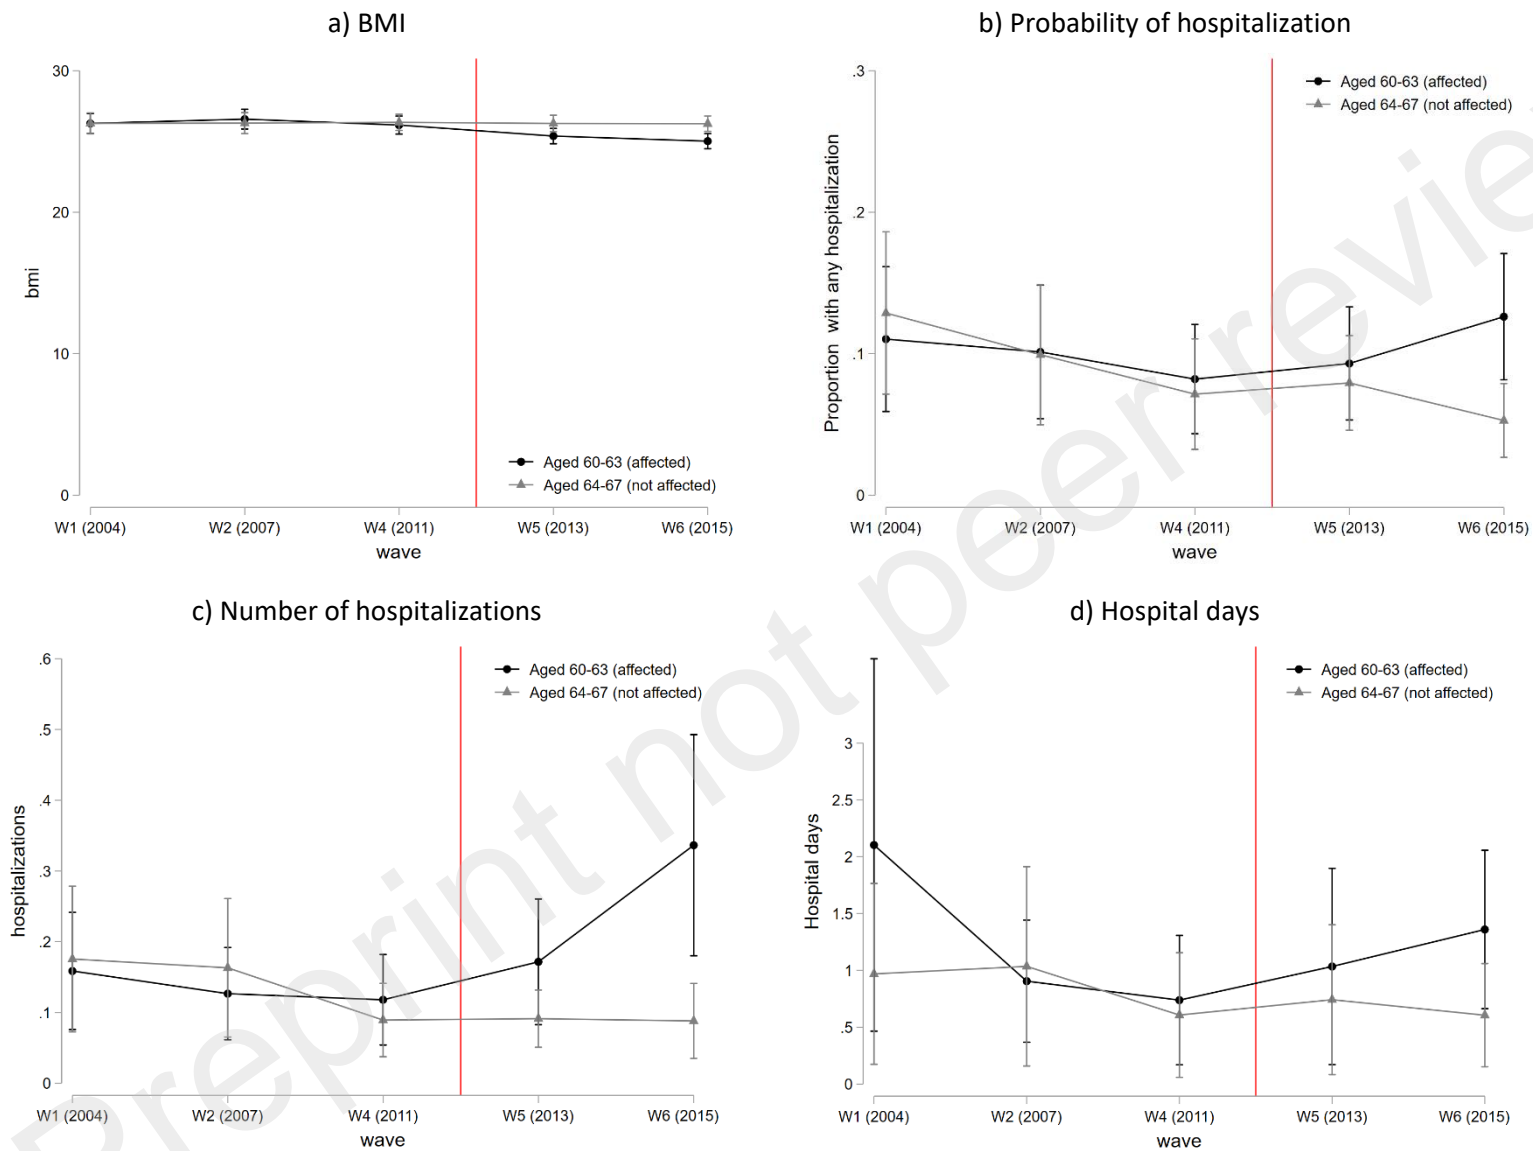 a) BMI
30
20
10
0
bmi
Aged 60-63 (affected)
Aged 64-67 (not affected)
W1 (2004) W2 (2007) W4 (2011) W5 (2013) W6 (2015)
wave
b) Probability of hospitalization
.3
.2
.1
0
Proportion with any hospitalization
Aged 60-63 (affected)
Aged 64-67 (not affected)
W1 (2004) W2 (2007) W4 (2011) W5 (2013) W6 (2015)
wave
c) Number of hospitalizations
.6
.5
.4
.3
.2
.1
0
hospitalizations
Aged 60-63 (affected)
Aged 64-67 (not affected)
W1 (2004) W2 (2007) W4 (2011) W5 (2013) W6 (2015)
wave
d) Hospital days
3
2.5
2
1.5
1
.5
0
Hospital days
Aged 60-63 (affected)
Aged 64-67 (not affected)
W1 (2004) W2 (2007) W4 (2011) W5 (2013) W6 (2015)
wave
Preprint not peer review